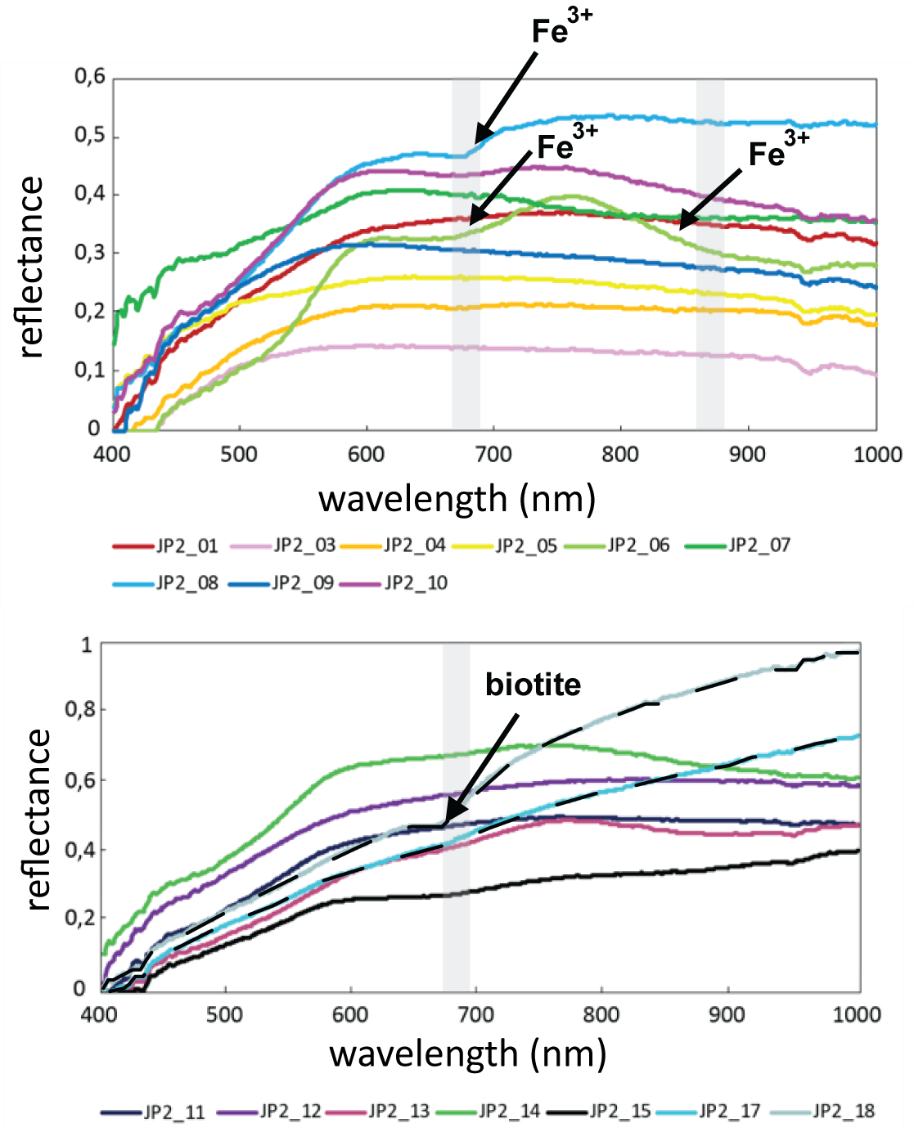 Fe3+
0,6
Fe3+
Fe3+
0,5
0,4
0,3
0,2
0,1
0
reflectance
400 500 600 700 800 900 1000
wavelength (nm)
JP2_01 JP2_03 JP2_04 JP2_05 JP2_06 JP2_07
JP2_08 JP2_09 JP2_10
1
biotite
0,8
0,6
0,4
0,2
0
reflectance
400 500 600 700 800 900 1000
wavelength (nm)
JP2_11 JP2_12 JP2_13 JP2_14 JP2_15 JP2_17 JP2_18